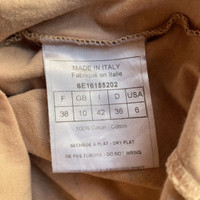 MADE IN ITALY
Fabriqué en Italie
6E16155202
F GB I D USA
38 10 42 36 6
100% Coton - Cotton
SECHAGE A PLAT - DRY FLAT
NE PAS TORDRE - DO NOT WRING